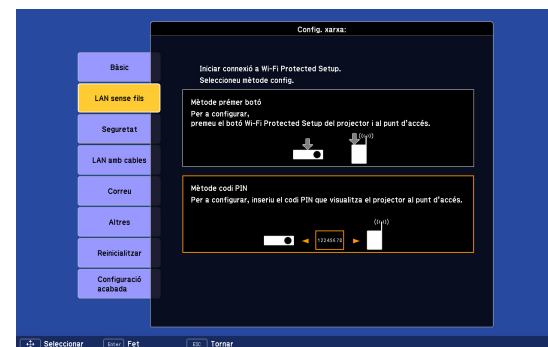 Config. xarxa:
Bàsic
LAN sense fils
Seguretat
LAN amb cables
Correu
Altres
Reinicialitzar
Configuració
acabada
Iniciar connexió a Wi-Fi Protected Setup.
Seleccioneu mètode config.
Mètode prémer botó
Per a configurar,
premeu el botó Wi-Fi Protected Setup del projector i al punt d'accés.
Mètode codi PIN
Per a configurar, inseriu el codi PIN que visualitza el projector al punt d'accés.
12245678
Seleccionar Enter Fet ESC Tornar